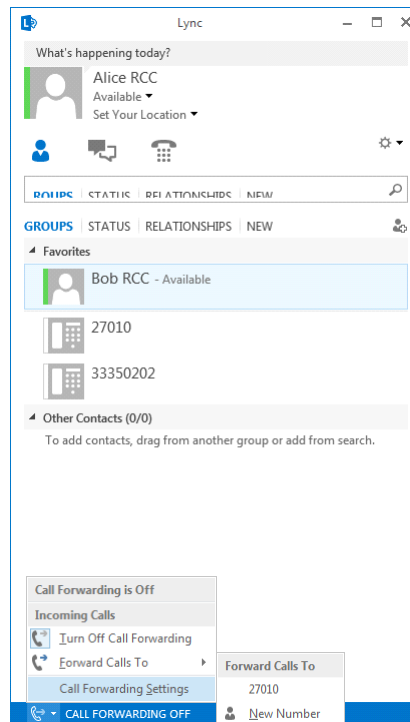 Lync
What's happening today?
Alice RCC
Available
Set Your Location
ROUPS STATUS RELATIONSHIPS NEW
GROUPS STATUS RELATIONSHIPS NEW
Favorites
Bob RCC - Available
27010
33350202
Other Contacts (0/0)
To add contacts, drag from another group or add from search.
Call Forwarding is Off
Incoming Calls
Turn Off Call Forwarding
Forward Calls To
Forward Calls To
Call Forwarding Settings
27010
CALL FORWARDING OFF
New Number